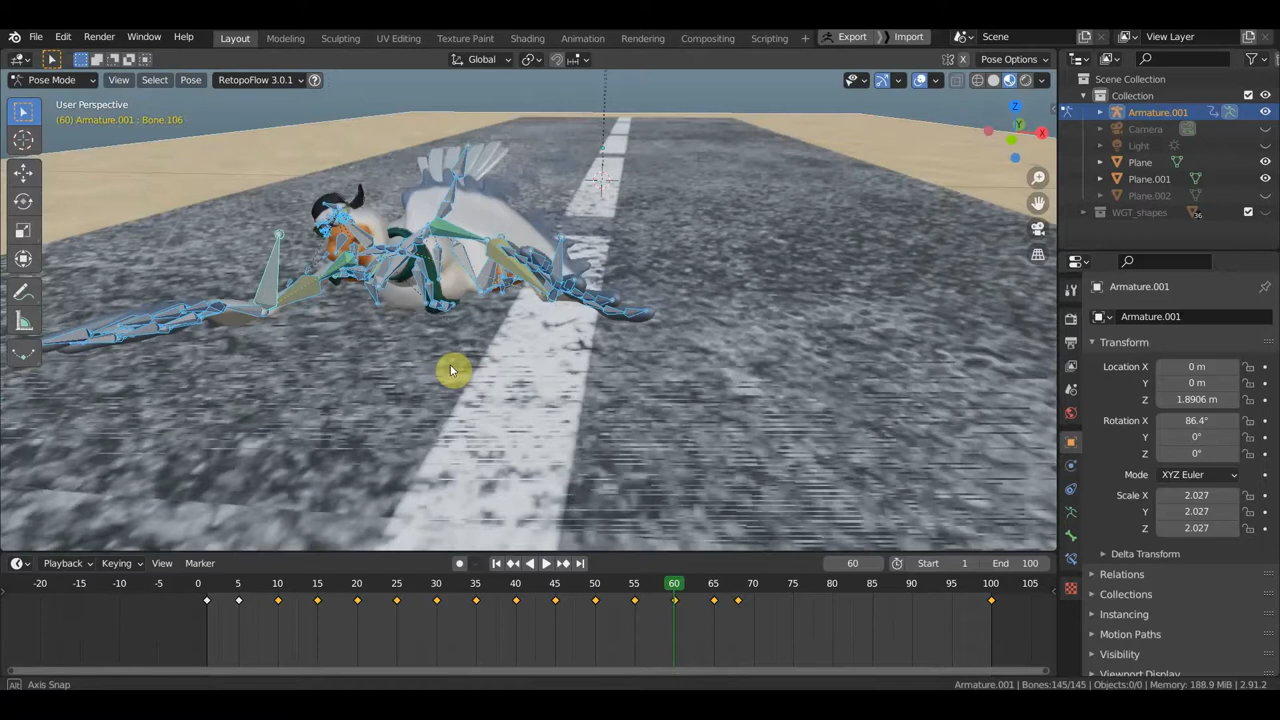 File Edit Render Window Help Layout Modeling Sculpting UV Editing Texture Paint Shading Animation Rendering Compositing Scripting + Export Import Scene View Layer
Global X Pose Options
Pose Mode View Select Pose RetopoFlow 3.0.1
Scene Collection
Collection
Armature.001
Camera
Light
Plane
Plane.001
Plane.002
WGT_shapes 36
User Perspective
(60) Armature.001 : Bone.106
Z
Y
X
Armature.001
Armature.001
Transform
Location X 0 m
Y 0 m
Z 1.8906 m
Rotation X 86.4°
Y 0°
Z 0°
Mode XYZ Euler
Scale X 2.027
Y 2.027
Z 2.027
Delta Transform
Relations
Collections
Instancing
Motion Paths
Visibility
Viewport Display
Playback Keying View Marker 60 Start 1 End 100
-20 -15 -10 -5 0 5 10 15 20 25 30 35 40 45 50 55 60 65 70 75 80 85 90 95 100 105
Alt Axis Snap
Armature.001 | Bones:145/145 | Objects:0/0 | Memory: 188.9 MiB | 2.91.2